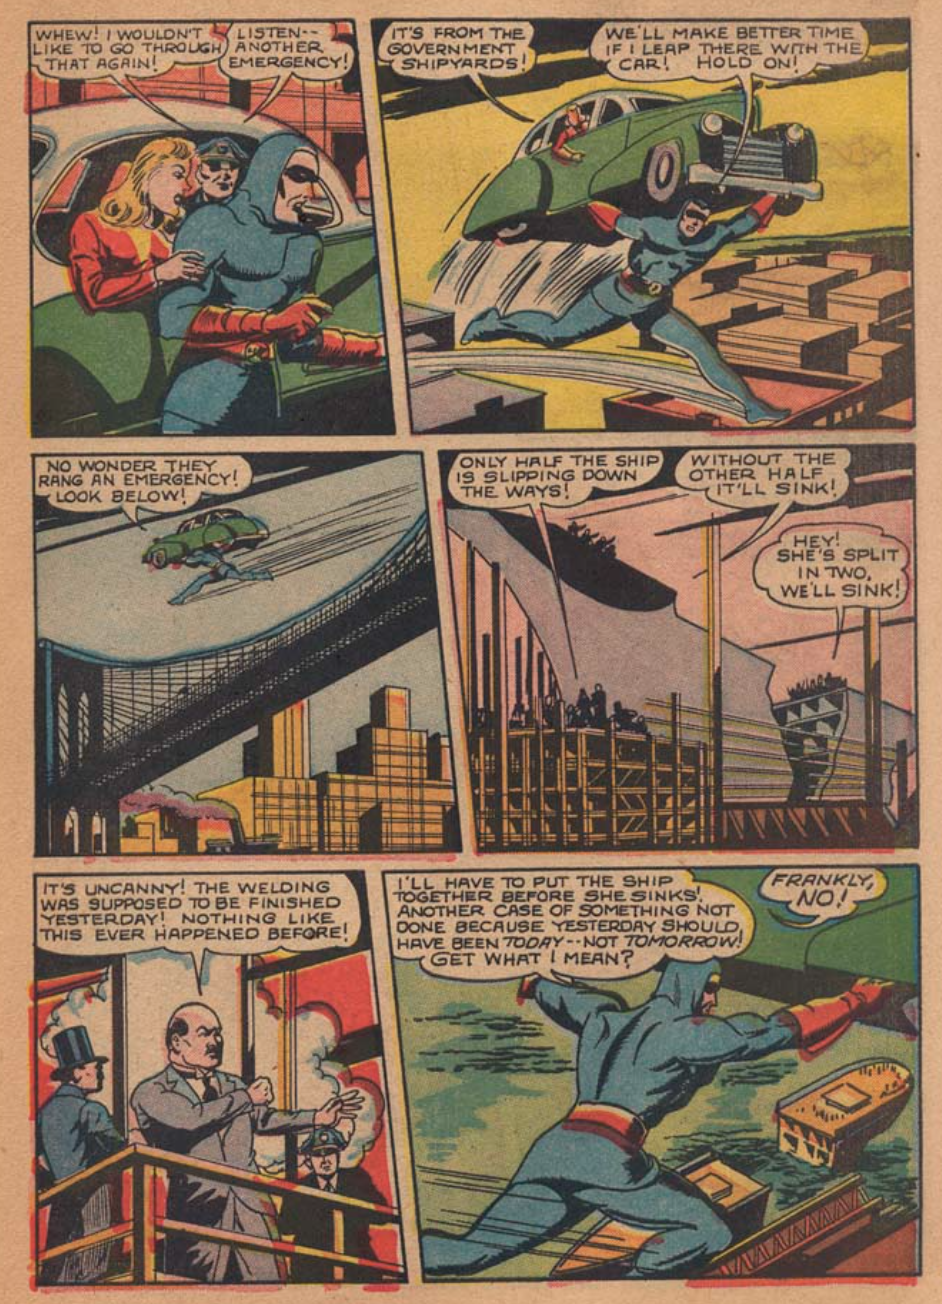 WHEW! I WOULDN'T
LIKE TO GO THROUGH
THAT AGAIN!
LISTEN--
ANOTHER
EMERGENCY!
IT'S FROM THE
GOVERNMENT
SHIPYARDS!
WE'LL MAKE BETTER TIME
IF I LEAP THERE WITH THE
CAR! HOLD ON!
NO WONDER THEY
RANG AN EMERGENCY!
LOOK BELOW!
ONLY HALF THE SHIP
IS SLIPPING DOWN
THE WAYS!
WITHOUT THE
OTHER HALF
IT'LL SINK!
HEY!
SHE'S SPLIT
IN TWO,
WE'LL SINK!
IT'S UNCANNY! THE WELDING
WAS SUPPOSED TO BE FINISHED
YESTERDAY! NOTHING LIKE
THIS EVER HAPPENED BEFORE!
I'LL HAVE TO PUT THE SHIP
TOGETHER BEFORE SHE SINKS!
ANOTHER CASE OF SOMETHING NOT
DONE BECAUSE YESTERDAY SHOULD
HAVE BEEN TODAY--NOT TOMORROW!
GET WHAT I MEAN?
FRANKLY,
NO!